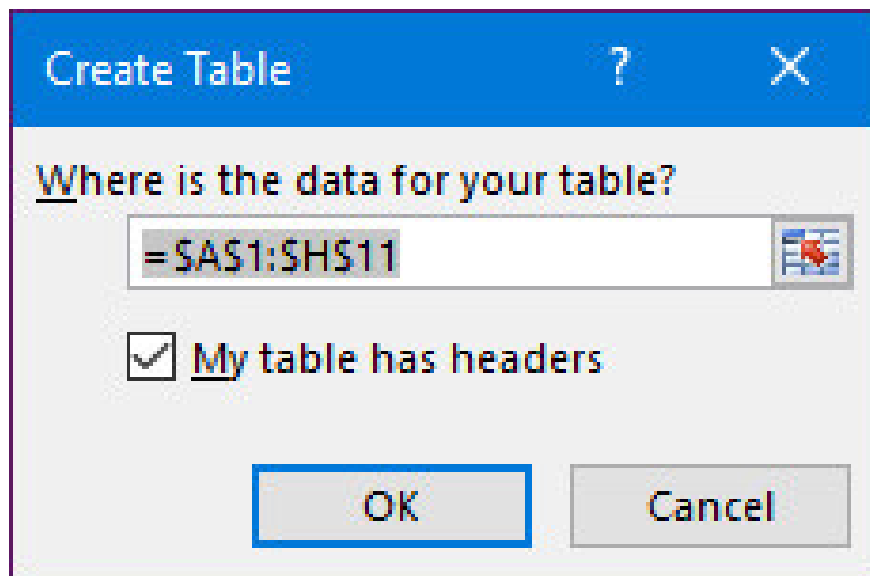 Create Table ?
Where is the data for your table?
=$A$1:$H$11
My table has headers
OK Cancel